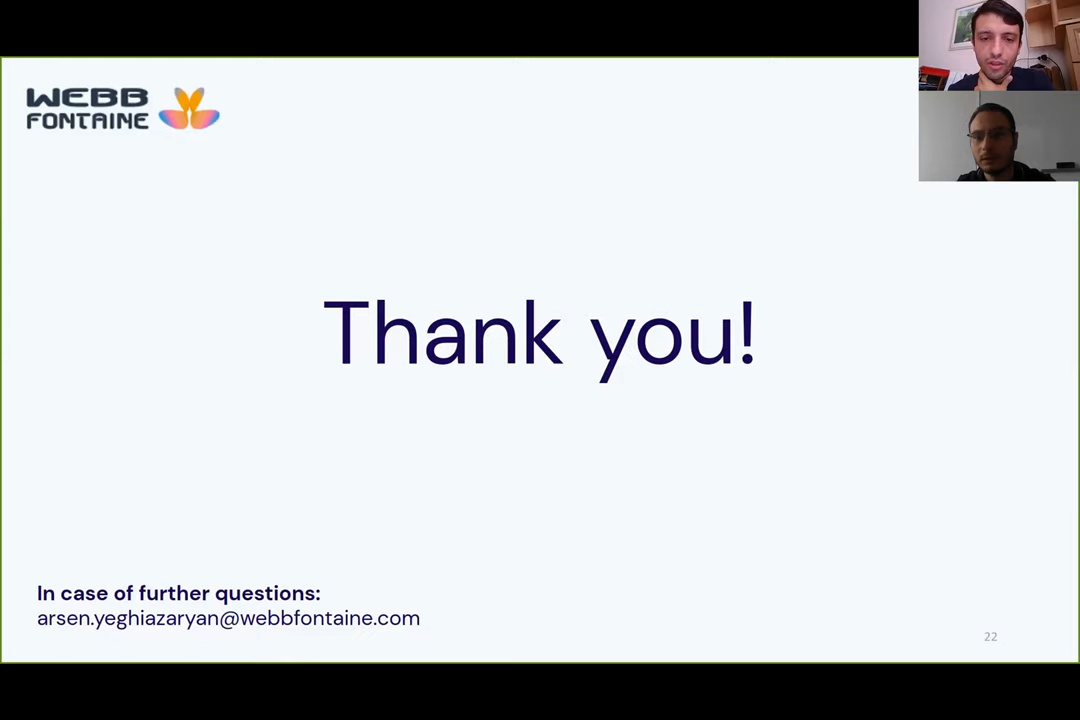 WEBB
FONTAINE
Thank you!
In case of further questions:
arsen.yeghiazaryan@webbfontaine.com
22